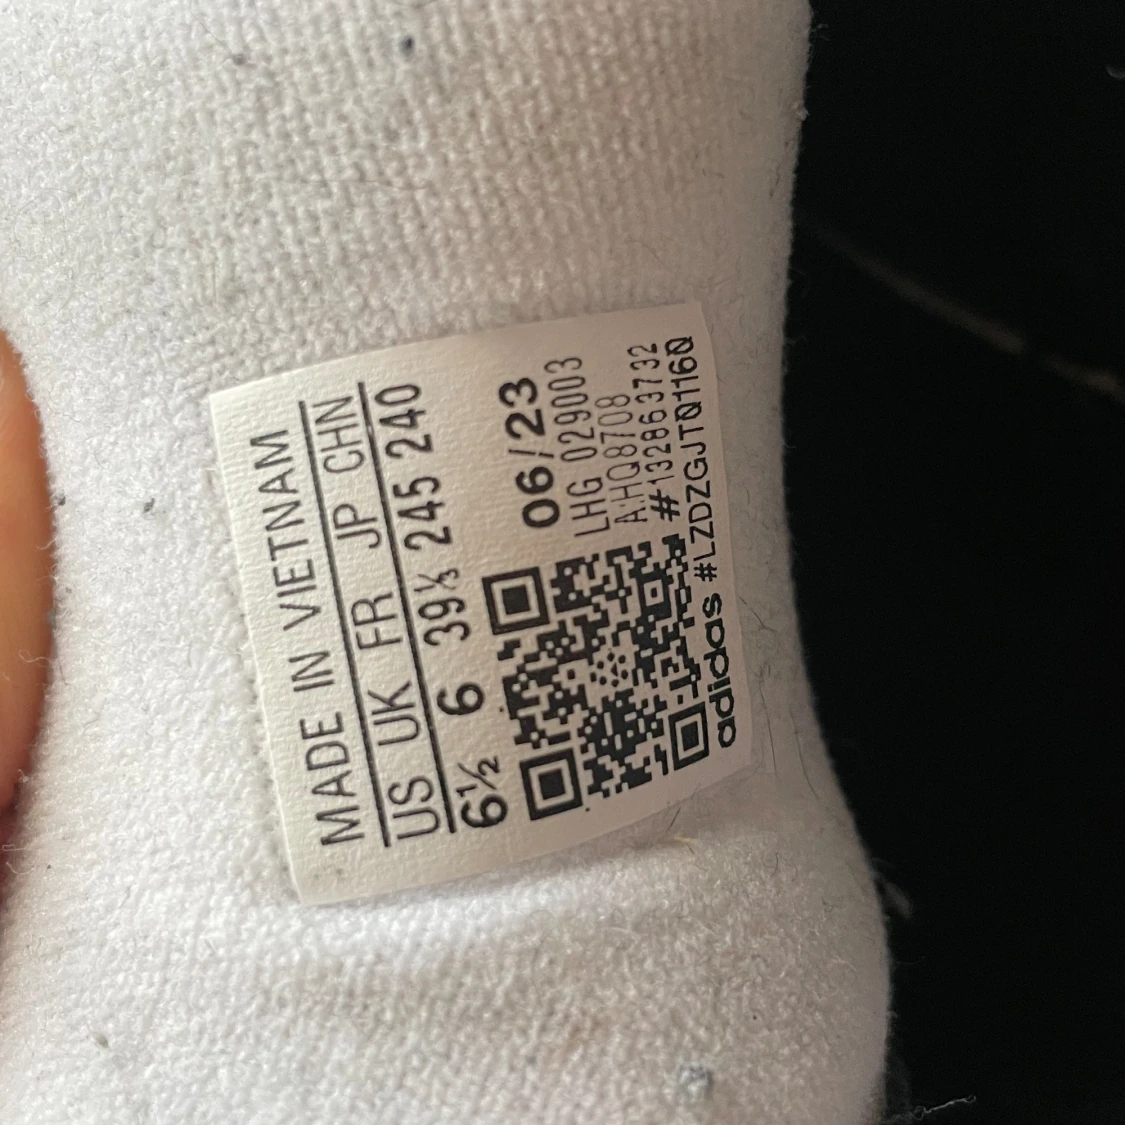 MADE IN VIETNAM
US UK FR JP CHN
6½ 6 39⅓ 245 240
06/23
LHG 029003
A:HQ8708
#132863732
adidas #LZDZGJTQ1160